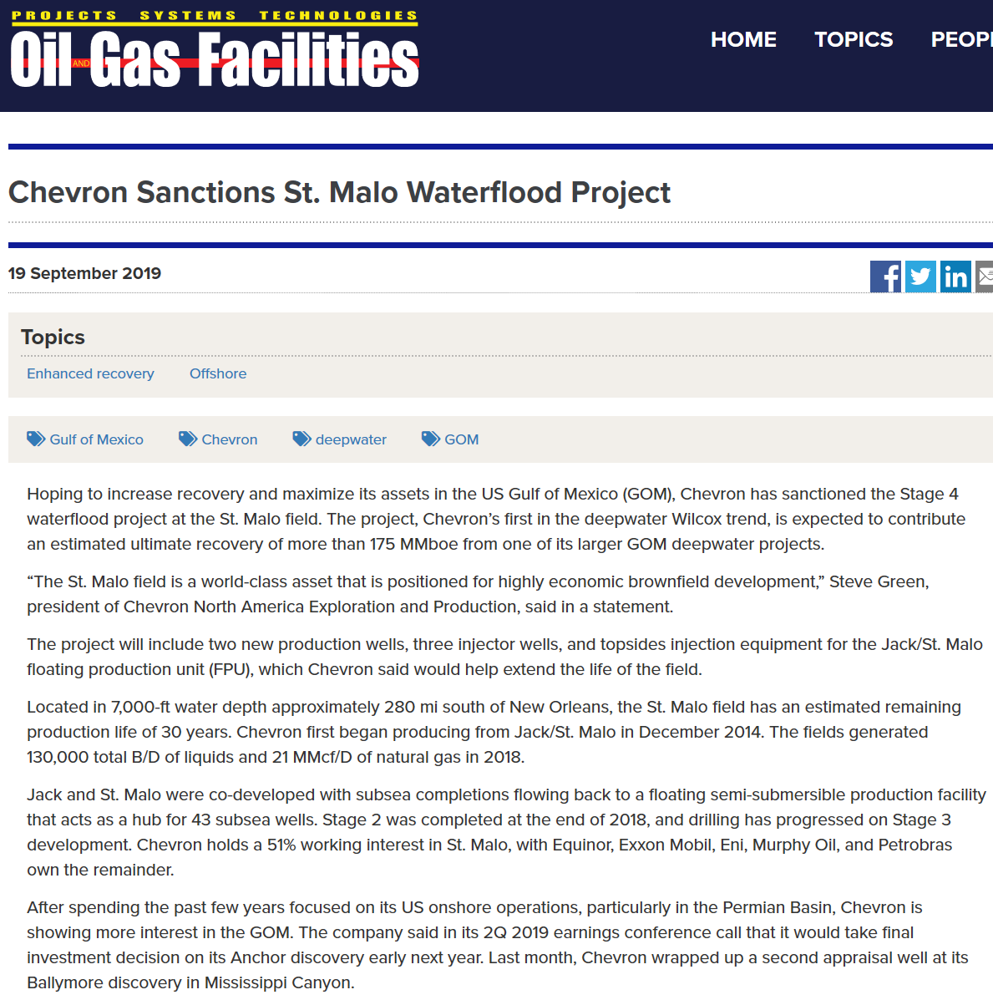 PROJECTS SYSTEMS TECHNOLOGIES
Oil AND Gas Facilities
HOME TOPICS
Chevron Sanctions St. Malo Waterflood Project
19 September 2019
Topics
Enhanced recovery Offshore
Gulf of Mexico Chevron deepwater GOM
Hoping to increase recovery and maximize its assets in the US Gulf of Mexico (GOM), Chevron has sanctioned the Stage 4
waterflood project at the St. Malo field. The project, Chevron’s first in the deepwater Wilcox trend, is expected to contribute
an estimated ultimate recovery of more than 175 MMboe from one of its larger GOM deepwater projects.
“The St. Malo field is a world-class asset that is positioned for highly economic brownfield development,” Steve Green,
president of Chevron North America Exploration and Production, said in a statement.
The project will include two new production wells, three injector wells, and topsides injection equipment for the Jack/St. Malo
floating production unit (FPU), which Chevron said would help extend the life of the field.
Located in 7,000-ft water depth approximately 280 mi south of New Orleans, the St. Malo field has an estimated remaining
production life of 30 years. Chevron first began producing from Jack/St. Malo in December 2014. The fields generated
130,000 total B/D of liquids and 21 MMcf/D of natural gas in 2018.
Jack and St. Malo were co-developed with subsea completions flowing back to a floating semi-submersible production facility
that acts as a hub for 43 subsea wells. Stage 2 was completed at the end of 2018, and drilling has progressed on Stage 3
development. Chevron holds a 51% working interest in St. Malo, with Equinor, Exxon Mobil, Eni, Murphy Oil, and Petrobras
own the remainder.
After spending the past few years focused on its US onshore operations, particularly in the Permian Basin, Chevron is
showing more interest in the GOM. The company said in its 2Q 2019 earnings conference call that it would take final
investment decision on its Anchor discovery early next year. Last month, Chevron wrapped up a second appraisal well at its
Ballymore discovery in Mississippi Canyon.